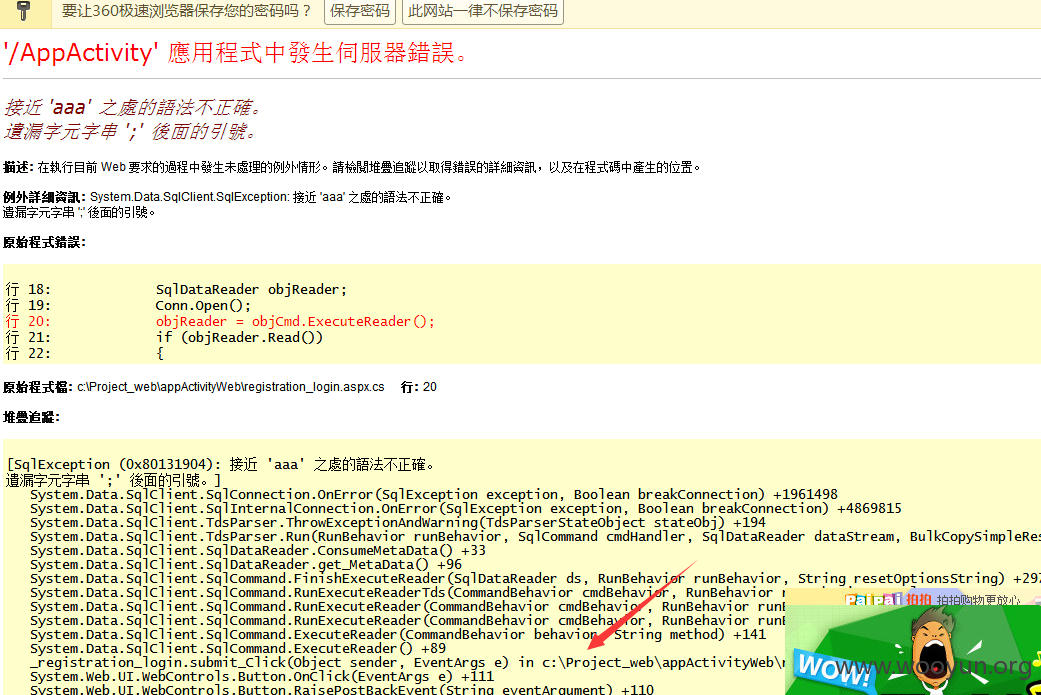 要让360极速浏览器保存您的密码吗？ 保存密码 此网站一律不保存密码
'/AppActivity' 應用程式中發生伺服器錯誤。
接近 'aaa' 之處的語法不正確。
遺漏字元字串 ';' 後面的引號。
描述: 在執行目前 Web 要求的過程中發生未處理的例外情形。請檢閱堆疊追蹤以取得錯誤的詳細資訊，以及在程式碼中產生的位置。
例外詳細資訊: System.Data.SqlClient.SqlException: 接近 'aaa' 之處的語法不正確。
遺漏字元字串 ';' 後面的引號。
原始程式錯誤:
行 18: SqlDataReader objReader;
行 19: Conn.Open();
行 20: objReader = objCmd.ExecuteReader();
行 21: if (objReader.Read())
行 22: {
原始程式檔: c:\Project_web\appActivityWeb\registration_login.aspx.cs 行: 20
堆疊追蹤:
[SqlException (0x80131904): 接近 'aaa' 之處的語法不正確。
遺漏字元字串 ';' 後面的引號。]
System.Data.SqlClient.SqlConnection.OnError(SqlException exception, Boolean breakConnection) +1961498
System.Data.SqlClient.SqlInternalConnection.OnError(SqlException exception, Boolean breakConnection) +4869815
System.Data.SqlClient.TdsParser.ThrowExceptionAndWarning(TdsParserStateObject stateObj) +194
System.Data.SqlClient.TdsParser.Run(RunBehavior runBehavior, SqlCommand cmdHandler, SqlDataReader dataStream, BulkCopySimpleRes
System.Data.SqlClient.SqlDataReader.ConsumeMetaData() +33
System.Data.SqlClient.SqlDataReader.get_MetaData() +96
System.Data.SqlClient.SqlCommand.FinishExecuteReader(SqlDataReader ds, RunBehavior runBehavior, String resetOptionsString) +297
System.Data.SqlClient.SqlCommand.RunExecuteReaderTds(CommandBehavior cmdBehavior, RunBehavior r
System.Data.SqlClient.SqlCommand.RunExecuteReader(CommandBehavior cmdBehavior, RunBehavior run
System.Data.SqlClient.SqlCommand.RunExecuteReader(CommandBehavior cmdBehavior, RunBehavior run
System.Data.SqlClient.SqlCommand.ExecuteReader(CommandBehavior behavior, String method) +141
System.Data.SqlClient.SqlCommand.ExecuteReader() +89
_registration_login.submit_Click(Object sender, EventArgs e) in c:\Project_web\appActivityWeb\
System.Web.UI.WebControls.Button.OnClick(EventArgs e) +111
System.Web.UI.WebControls.Button.RaisePostBackEvent(String eventArgument) +110
PaiPai 拍拍 拍拍购物更放心
WOW!
www.wooyun.org